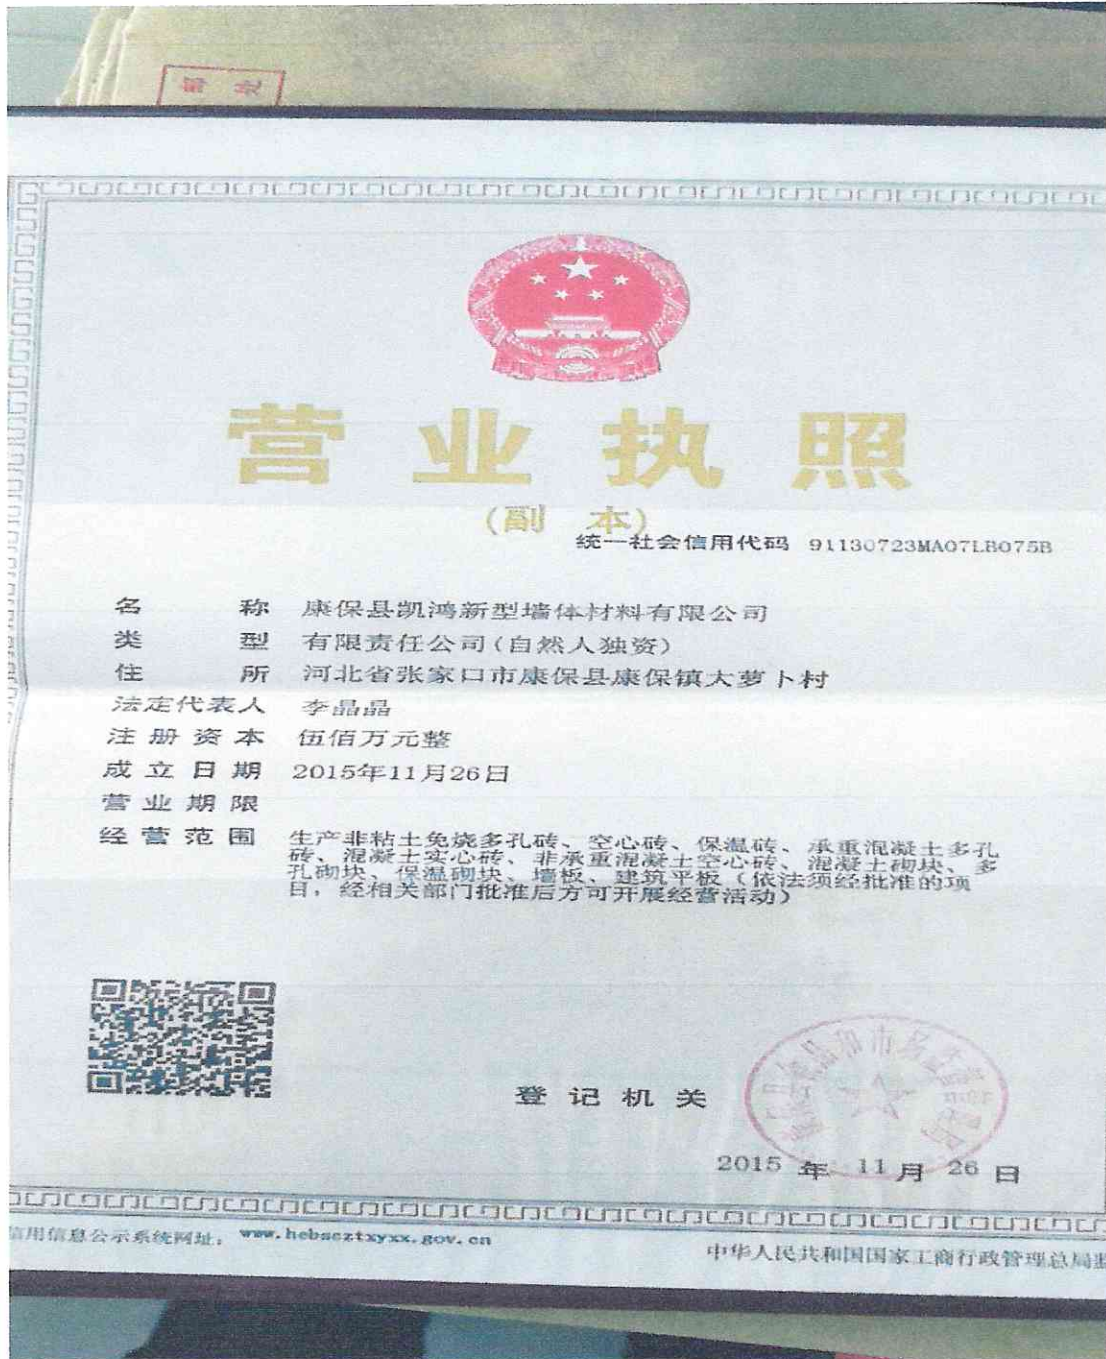 营业执照
(副 本)
统一社会信用代码 91130723MA07LB075B
名 称 康保县凯鸿新型墙体材料有限公司
类 型 有限责任公司(自然人独资)
住 所 河北省张家口市康保县康保镇大萝卜村
法定代表人 李晶晶
注册资本 伍佰万元整
成立日期 2015年11月26日
营业期限
经营范围 生产非粘土免烧多孔砖、空心砖、保温砖、承重混凝土多孔
砖、混凝土实心砖、非承重混凝土空心砖、混凝土砌块、多
孔砌块、保温砌块、墙板、建筑平板(依法须经批准的项
目,经相关部门批准后方可开展经营活动)
登记机关
2015 年 11 月 26 日
信用信息公示系统网址: www.hebscztxyxx.gov.cn
中华人民共和国国家工商行政管理总局监